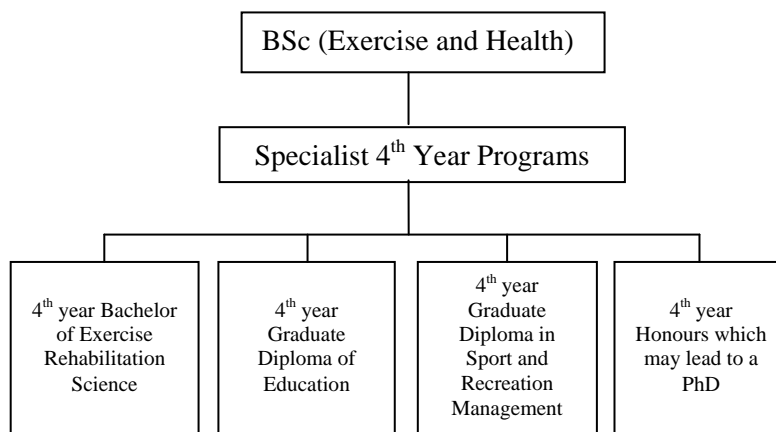 BSc (Exercise and Health)
Specialist 4th Year Programs
4th year Bachelor
of Exercise
Rehabilitation
Science
4th year
Graduate
Diploma of
Education
4th year
Graduate
Diploma in
Sport and
Recreation
Management
4th year
Honours which
may lead to a
PhD